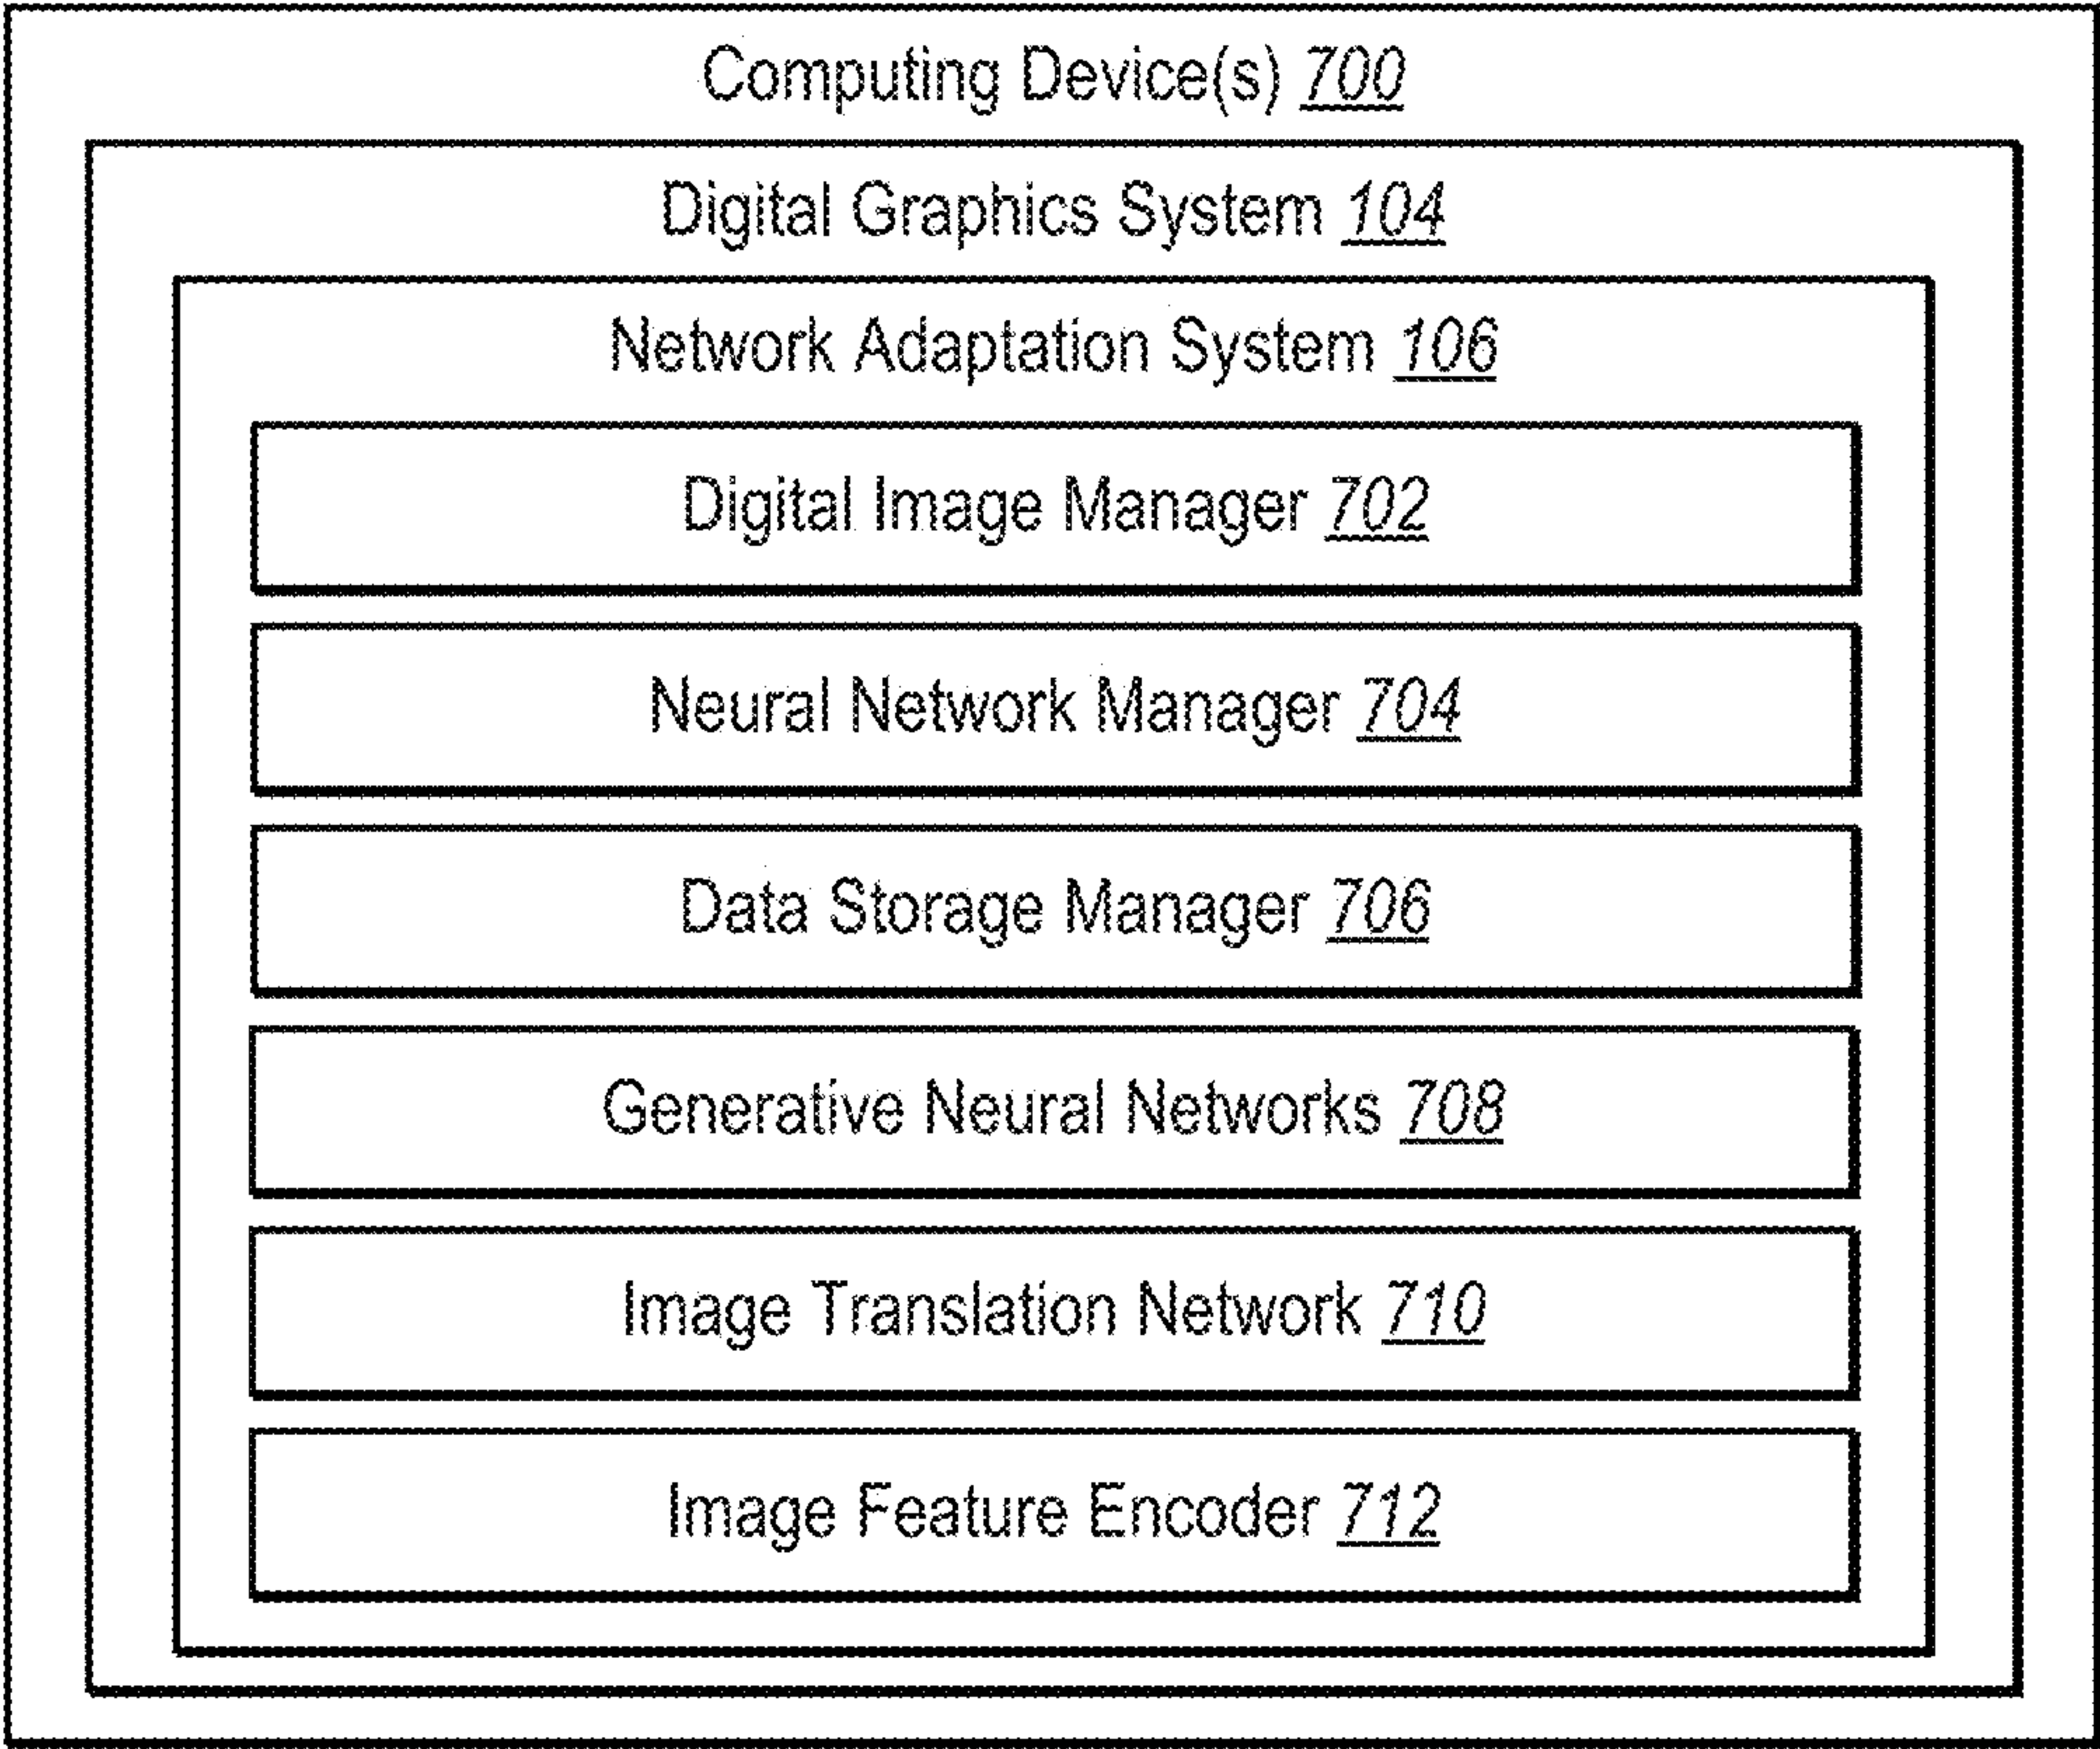 Computing Device(s) 700
Digital Graphics System 104
Network Adaptation System 106
Digital Image Manager 702
Neural Network Manager 704
Data Storage Manager 706
Generative Neural Networks 708
Image Translation Network 710
Image Feature Encoder 712